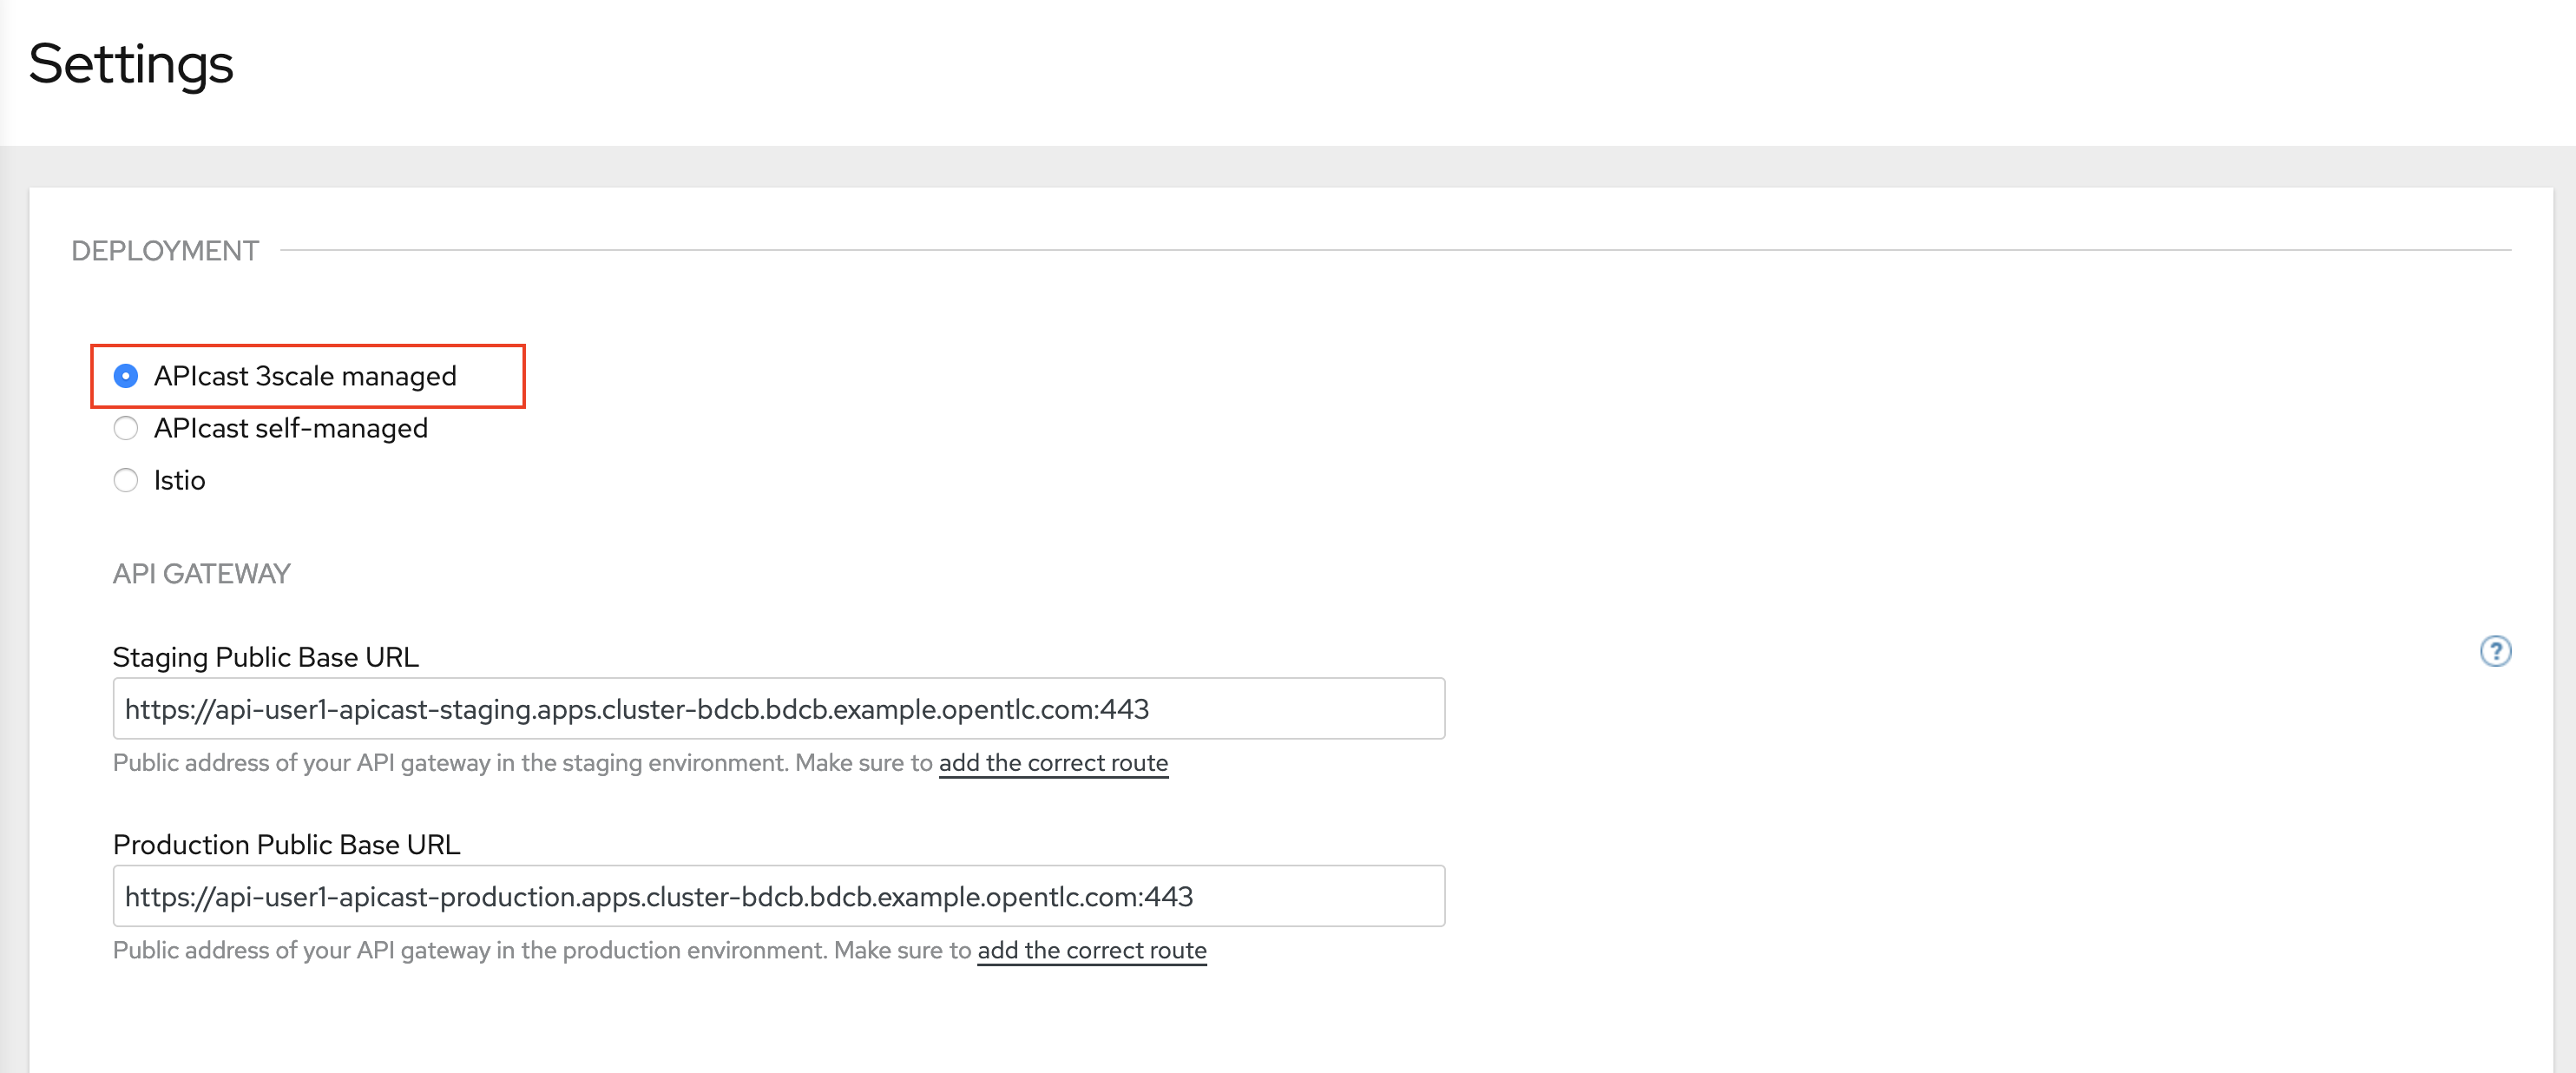 Settings
DEPLOYMENT
APIcast 3scale managed
APIcast self-managed
Istio
API GATEWAY
Staging Public Base URL
?
https://api-user1-apicast-staging.apps.cluster-bdcb.bdcb.example.opentlc.com:443
Public address of your API gateway in the staging environment. Make sure to add the correct route
Production Public Base URL
https://api-user1-apicast-production.apps.cluster-bdcb.bdcb.example.opentlc.com:443
Public address of your API gateway in the production environment. Make sure to add the correct route